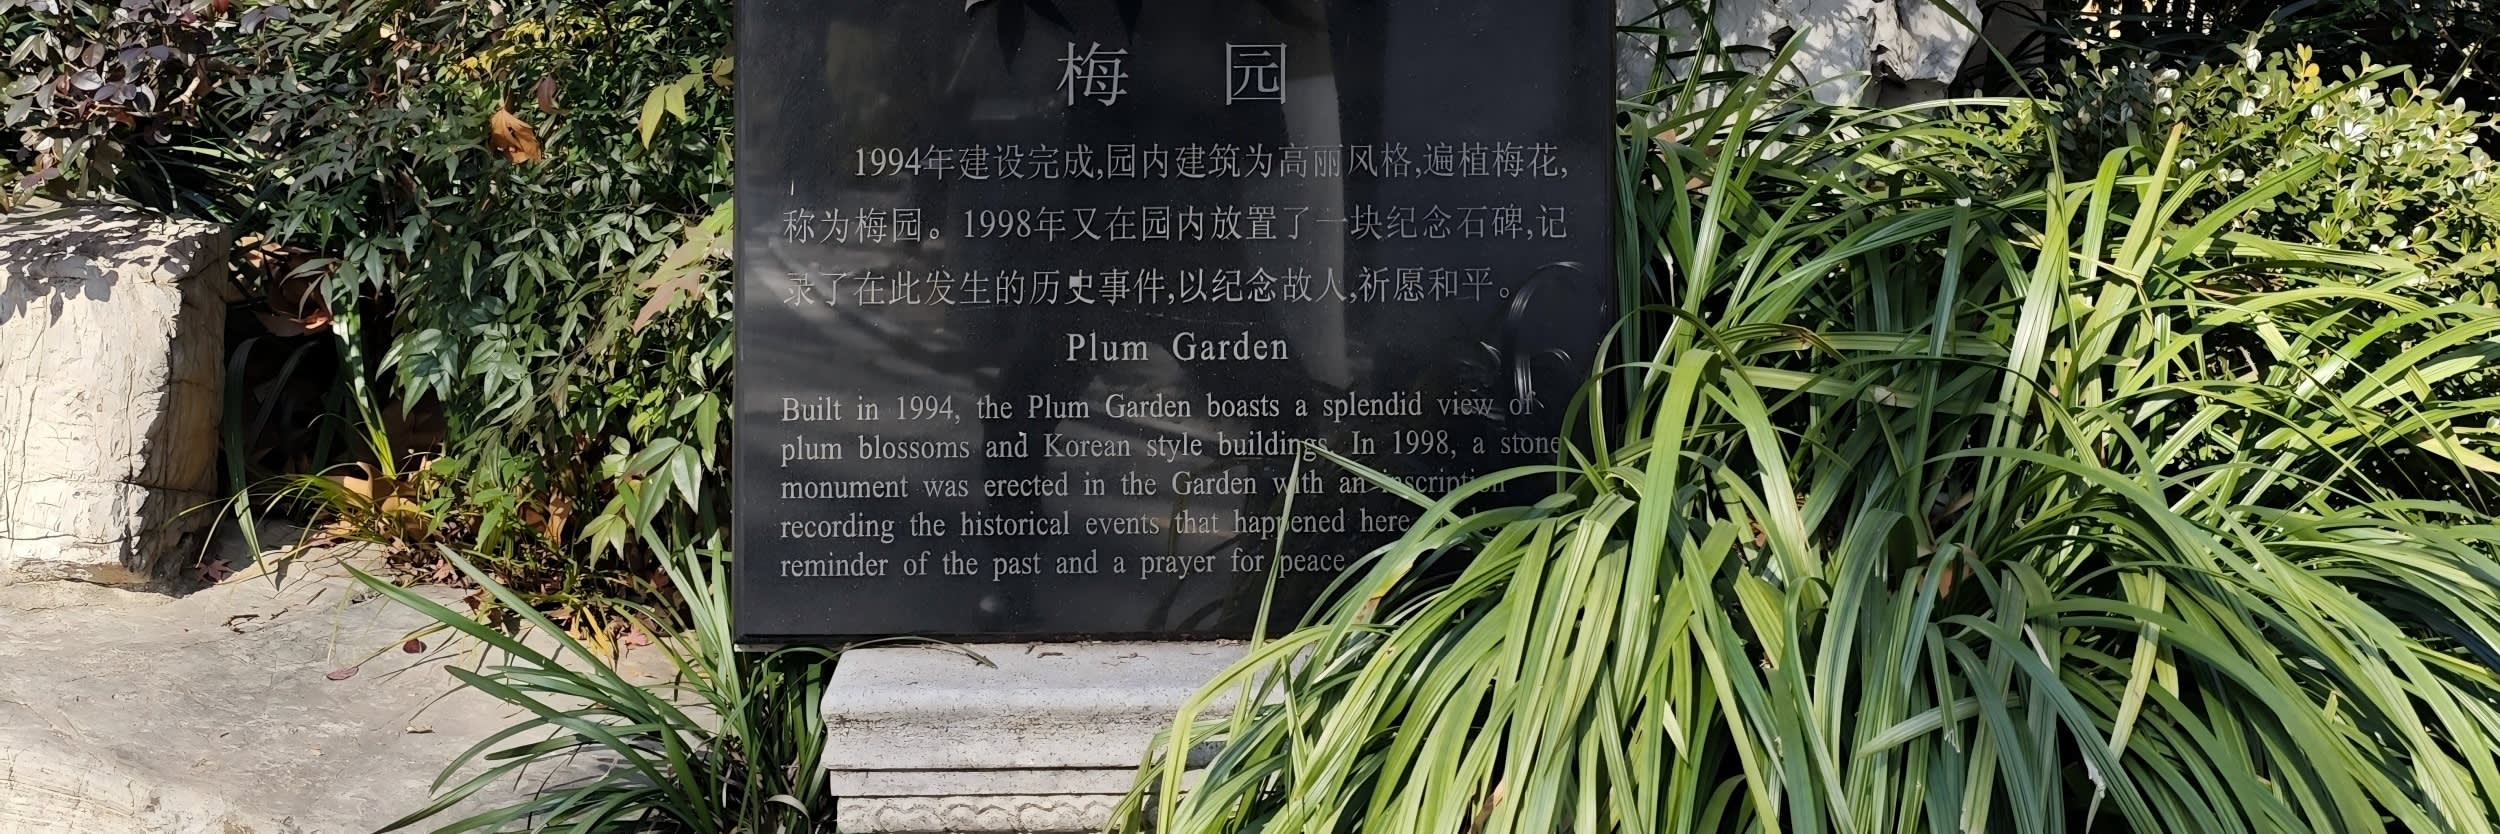 梅 园
1994年建设完成,园内建筑为高丽风格,遍植梅花,
称为梅园。1998年又在园内放置了一块纪念石碑,记
录了在此发生的历史事件,以纪念故人,祈愿和平。
Plum Garden
Built in 1994, the Plum Garden boasts a splendid view of
plum blossoms and Korean style buildings. In 1998, a stone
monument was erected in the Garden with an inscription
recording the historical events that happened here
reminder of the past and a prayer for peace